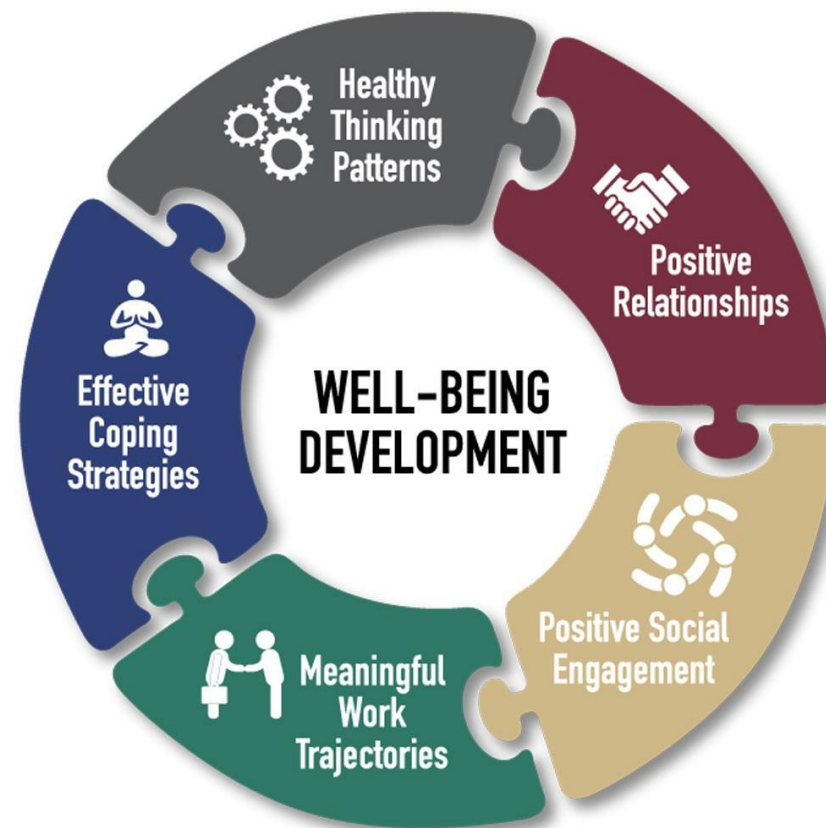 Healthy
Thinking
Patterns
Positive
Relationships
Positive Social
Engagement
Meaningful
Work
Trajectories
Effective
Coping
Strategies
WELL-BEING
DEVELOPMENT